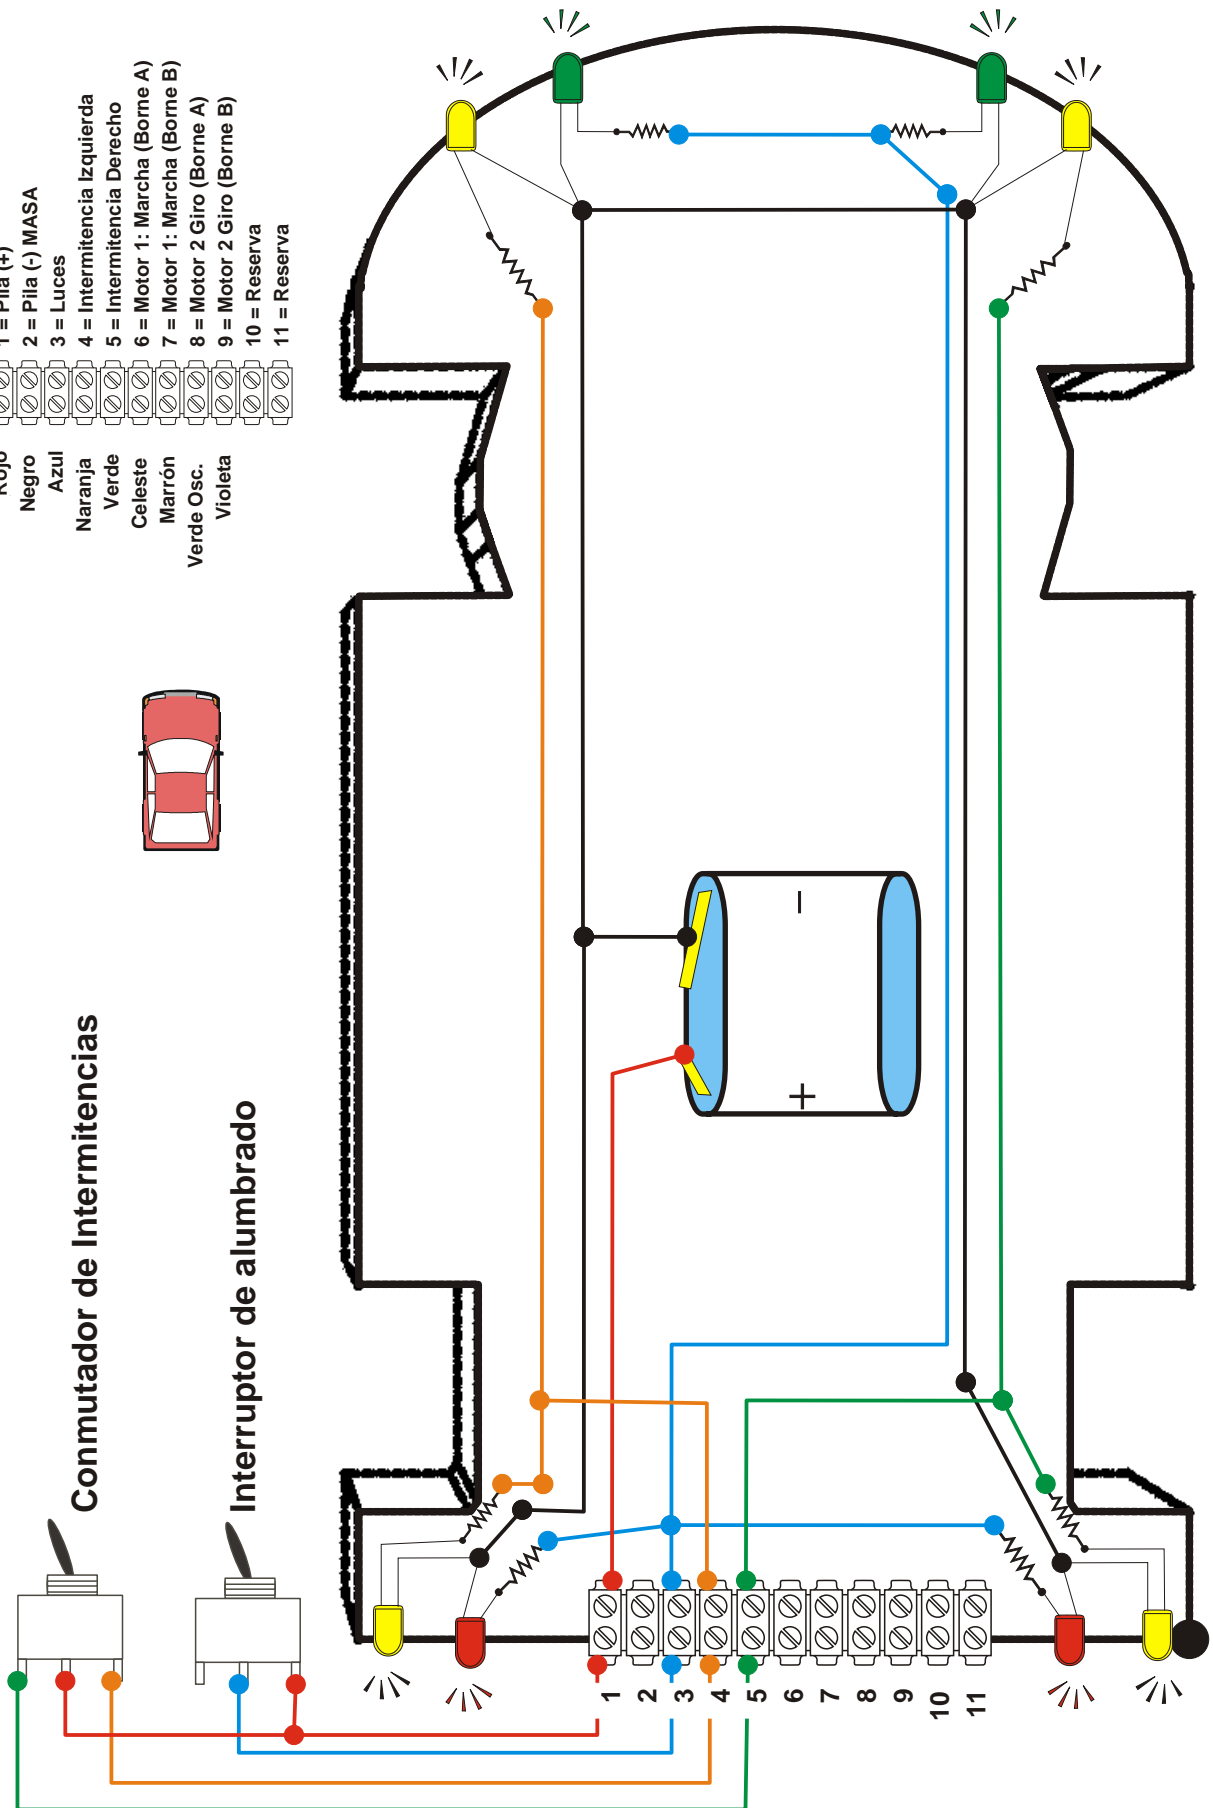 1 = Pila (+)
2 = Pila (-) MASA
3 = Luces
4 = Intermitencia Izquierda
5 = Intermitencia Derecho
6 = Motor 1: Marcha (Borne A)
7 = Motor 1: Marcha (Borne B)
8 = Motor 2 Giro (Borne A)
9 = Motor 2 Giro (Borne B)
10 = Reserva
11 = Reserva
Rojo
Negro
Azul
Naranja
Verde
Celeste
Marrón
Verde Osc.
Violeta
Conmutador de Intermitencias
Interruptor de alumbrado
−
+
1
2
3
4
5
6
7
8
9
10
11